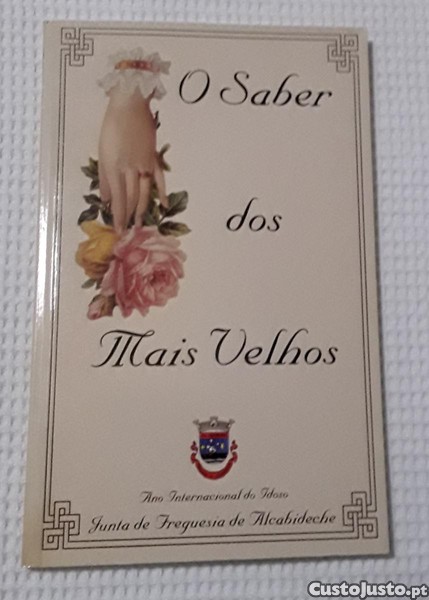 O Saber
dos
Mais Velhos
Ano Internacional do Idoso
Junta de Freguesia de Alcabideche
CustoJusto.pt